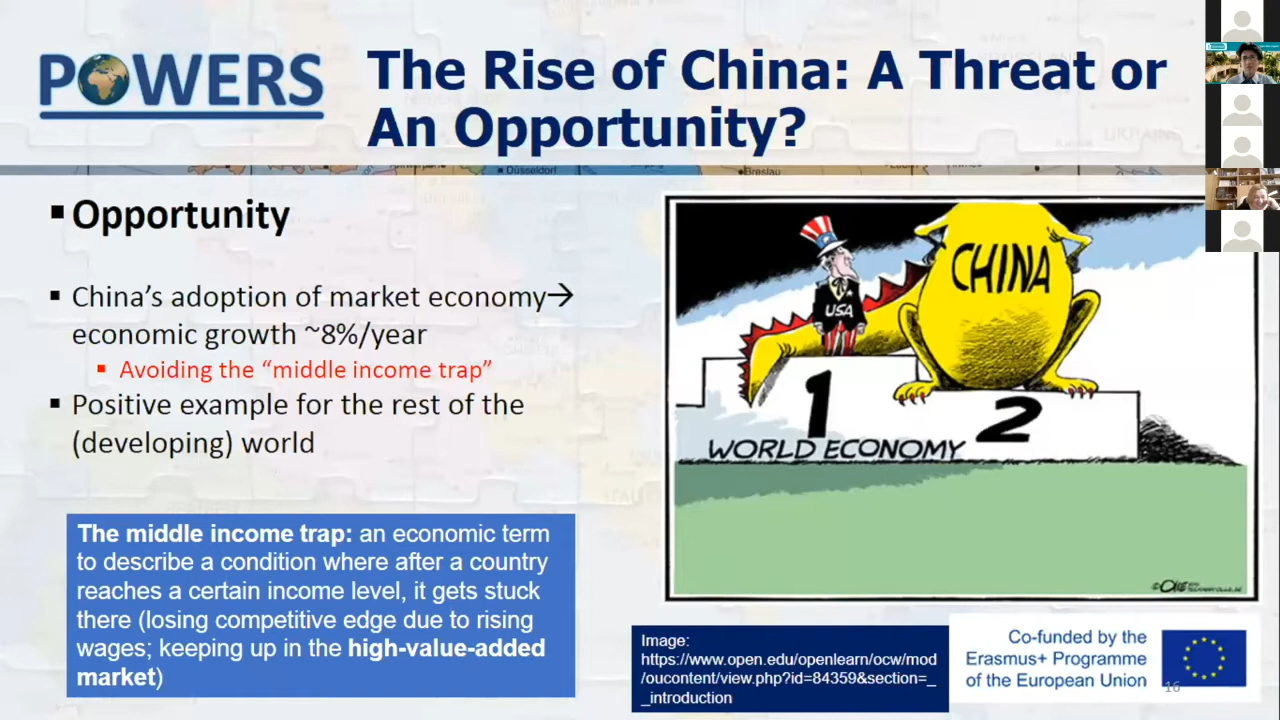 POWERS
The Rise of China: A Threat or
An Opportunity?
UKRAINE
Düsseldorf
Breslau
▪ Opportunity
▪ China’s adoption of market economy→
economic growth ~8%/year
▪ Avoiding the “middle income trap”
▪ Positive example for the rest of the
(developing) world
The middle income trap: an economic term
to describe a condition where after a country
reaches a certain income level, it gets stuck
there (losing competitive edge due to rising
wages; keeping up in the high-value-added
market)
CHINA
USA
1
2
WORLD ECONOMY
Image:
https://www.open.edu/openlearn/ocw/mod
/oucontent/view.php?id=84359&section=_
_introduction
Co-funded by the
Erasmus+ Programme
of the European Union
16